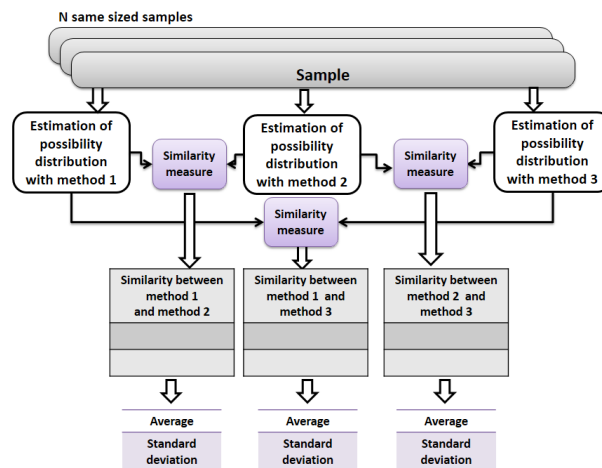 N same sized samples
Sample
Estimation of
possibility
distribution
with method 1
Similarity
measure
Estimation of
possibility
distribution
with method 2
Similarity
measure
Estimation of
possibility
distribution
with method 3
Similarity
measure
Similarity between
method 1
and method 2
Similarity between
method 1 and
method 3
Similarity between
method 2 and
method 3
Average
Standard
deviation
Average
Standard
deviation
Average
Standard
deviation